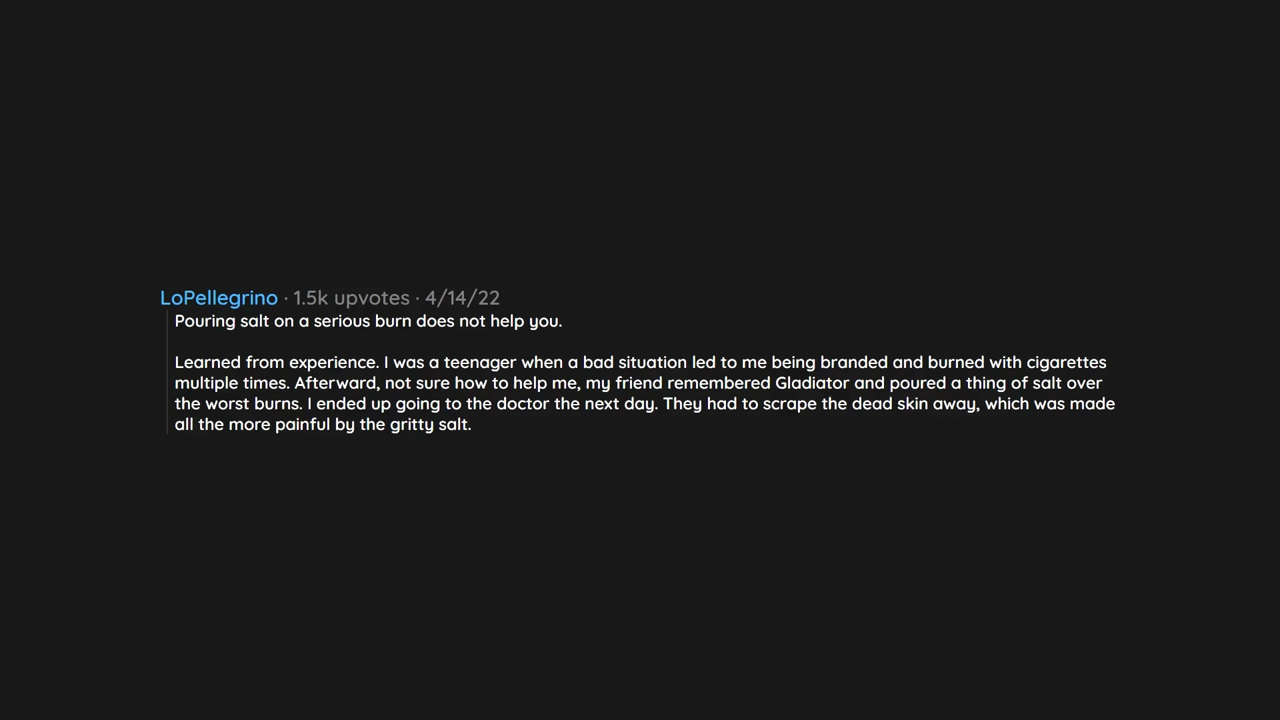 LoPellegrino · 1.5k upvotes · 4/14/22
Pouring salt on a serious burn does not help you.
Learned from experience. I was a teenager when a bad situation led to me being branded and burned with cigarettes
multiple times. Afterward, not sure how to help me, my friend remembered Gladiator and poured a thing of salt over
the worst burns. I ended up going to the doctor the next day. They had to scrape the dead skin away, which was made
all the more painful by the gritty salt.